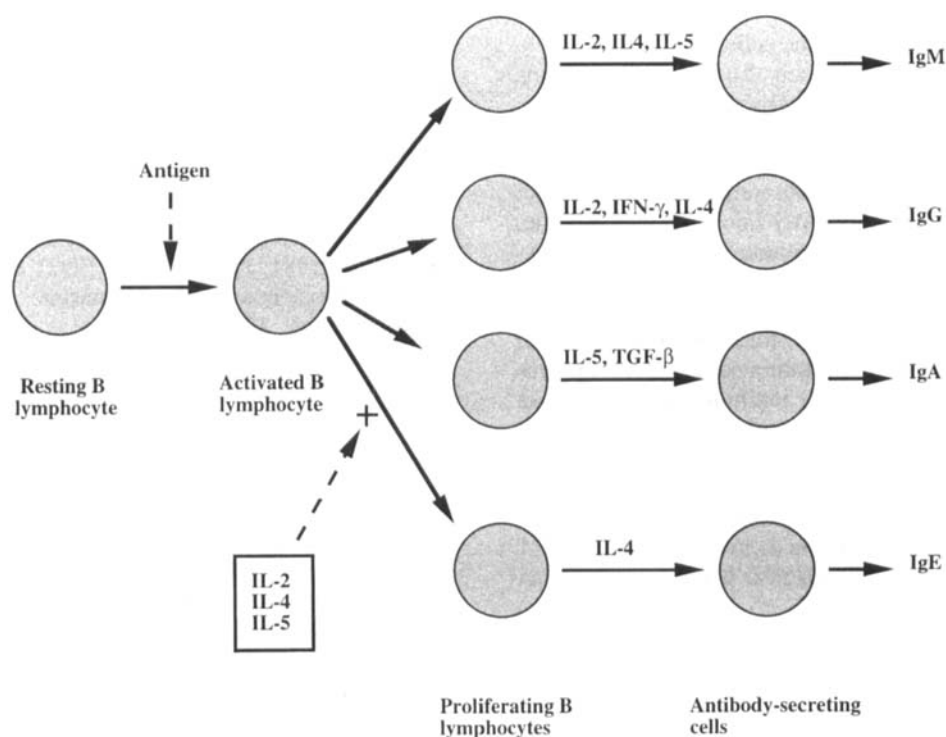 IL-2, IL4, IL-5
IgM
Antigen
IL-2, IFN-γ, IL-4
IgG
Resting B
lymphocyte
Activated B
lymphocyte
IL-5, TGF-β
IgA
+
IL-2
IL-4
IL-5
IL-4
IgE
Proliferating B
lymphocytes
Antibody-secreting
cells